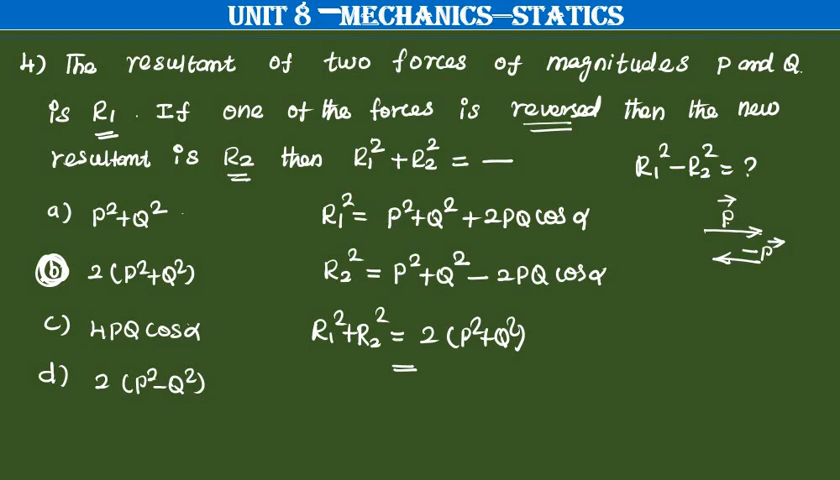 UNIT 8 – MECHANICS–STATICS
4) The resultant of two forces of magnitudes P and Q
is R₁. If one of the forces is reversed then the new
resultant is R₂ then R₁² + R₂² = —
R₁² – R₂² = ?
a) P² + Q²
R₁² = P² + Q² + 2PQ cos α
P⃗
–P⃗
b) 2 (P² + Q²)
R₂² = P² + Q² – 2PQ cos α
c) 4PQ cos α
R₁² + R₂² = 2 (P² + Q²)
d) 2 (P² – Q²)